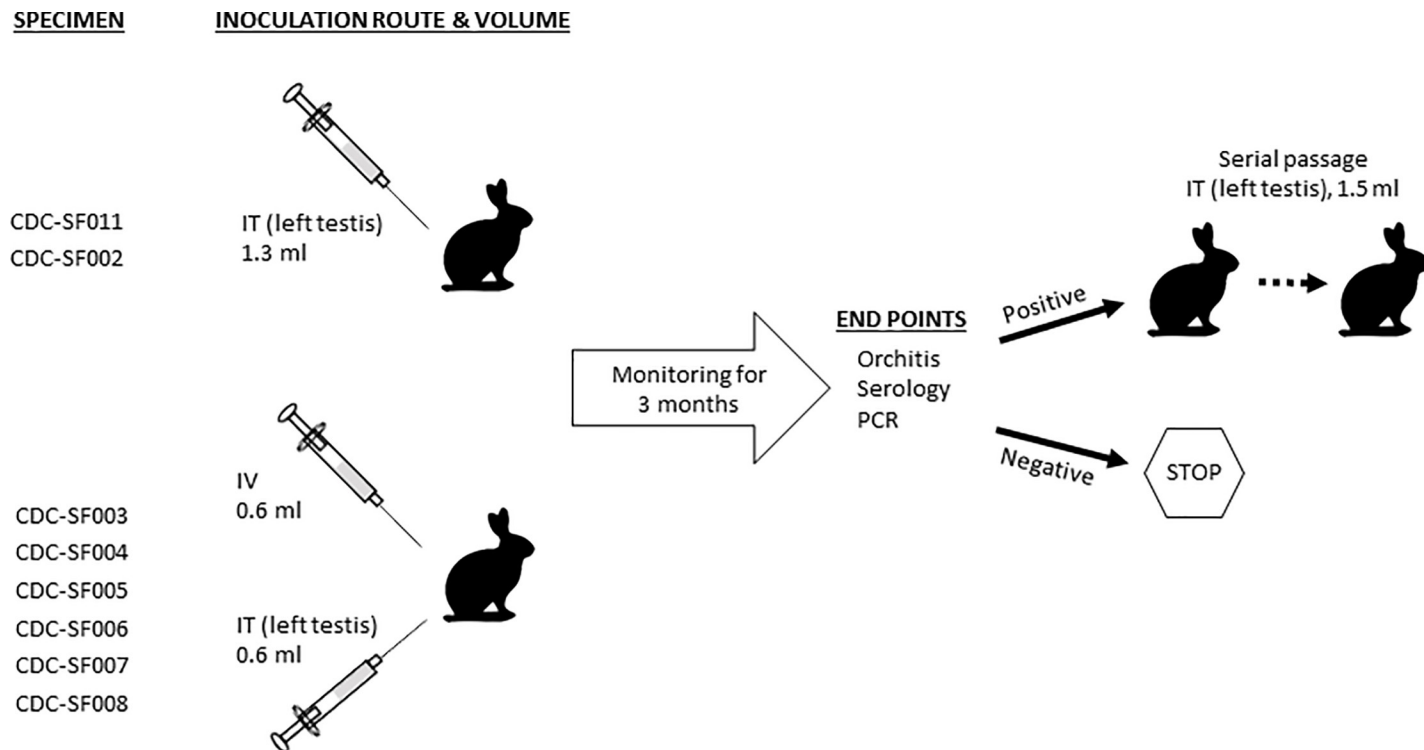 SPECIMEN
INOCULATION ROUTE & VOLUME
CDC-SF011
CDC-SF002
IT (left testis)
1.3 ml
CDC-SF003
CDC-SF004
CDC-SF005
CDC-SF006
CDC-SF007
CDC-SF008
IV
0.6 ml
IT (left testis)
0.6 ml
Monitoring for
3 months
END POINTS
Orchitis
Serology
PCR
Positive
Negative
Serial passage
IT (left testis), 1.5 ml
STOP